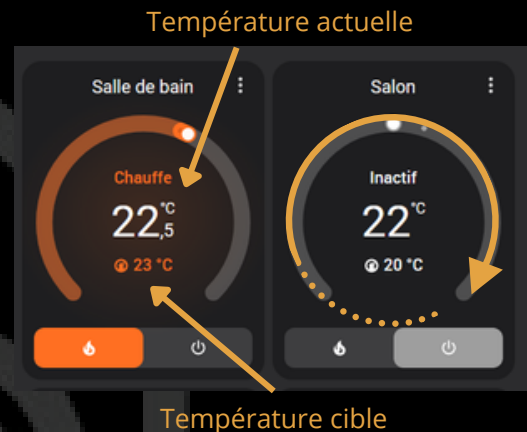 Température actuelle
Salle de bain
Chauffe
22,5 °C
23 °C
Salon
Inactif
22 °C
20 °C
Température cible